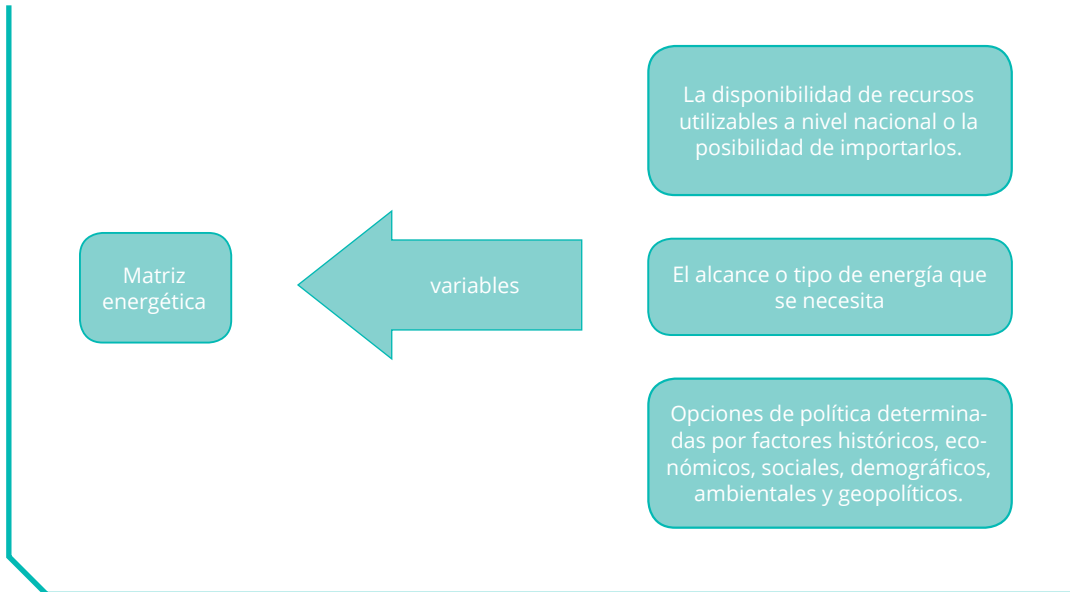 Matriz
energética
variables
La disponibilidad de recursos
utilizables a nivel nacional o la
posibilidad de importarlos.
El alcance o tipo de energía que
se necesita
Opciones de política determina-
das por factores históricos, eco-
nómicos, sociales, demográficos,
ambientales y geopolíticos.